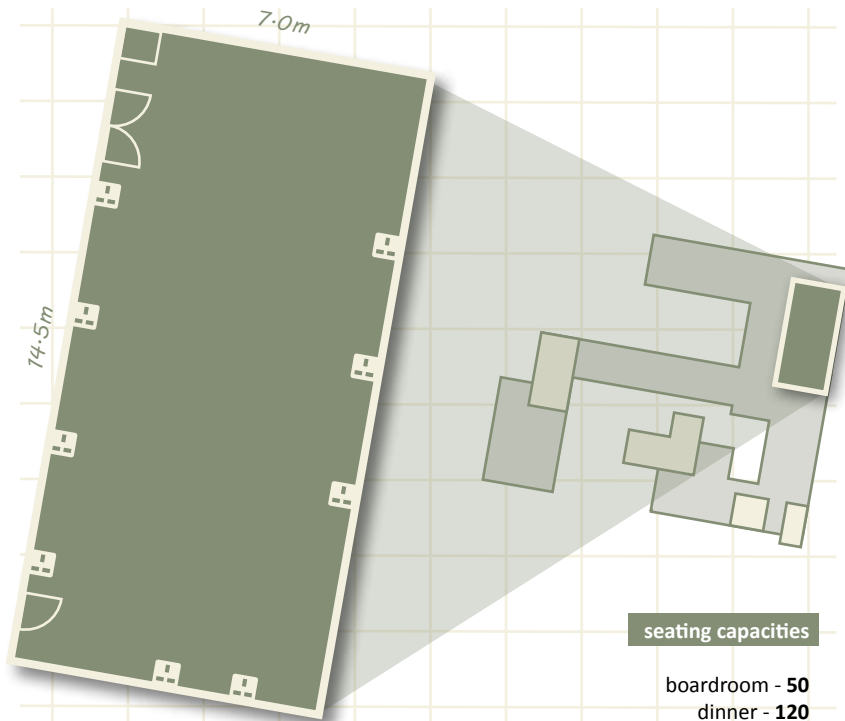 7·0m
14·5m
seating capacities
boardroom - 50
dinner - 120